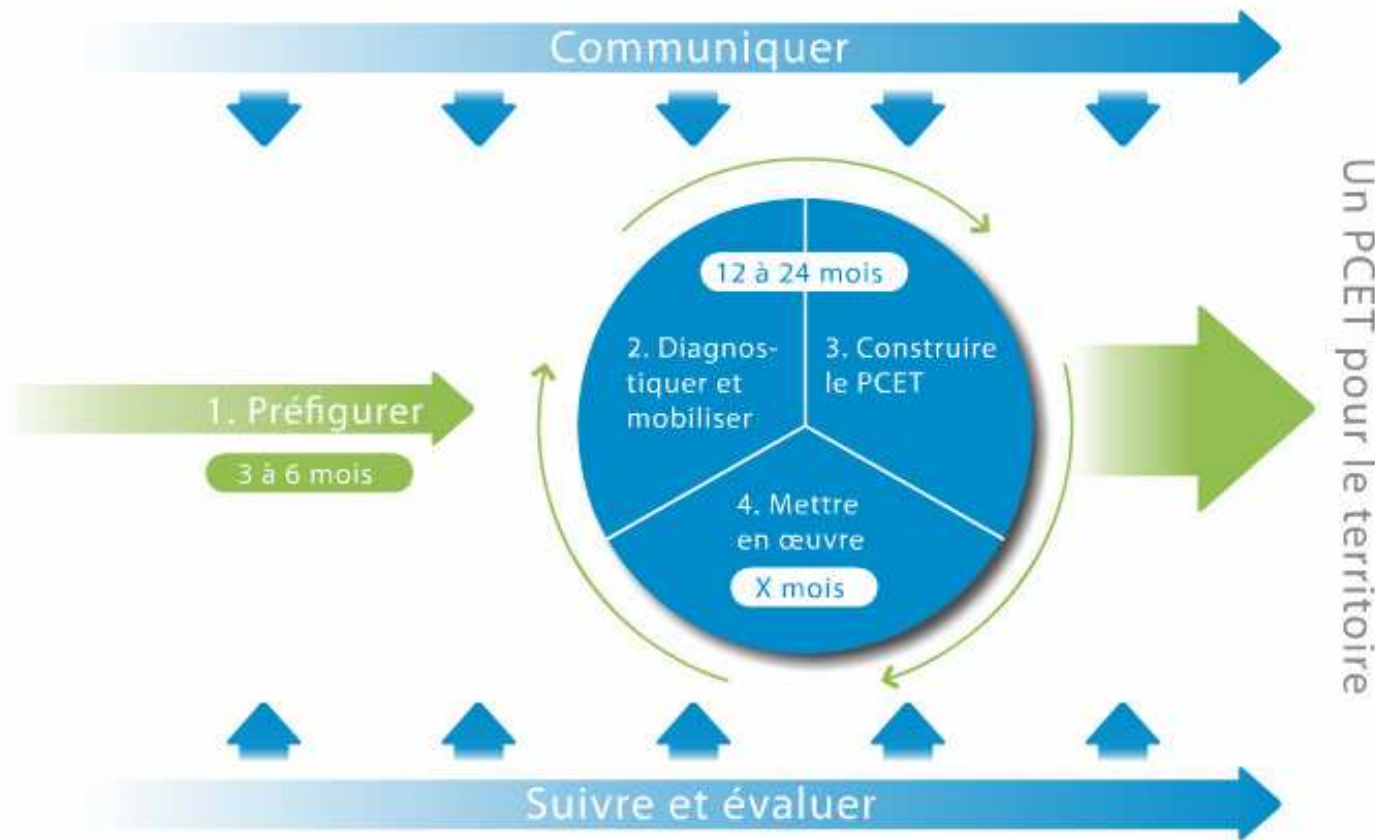 Communiquer
12 à 24 mois
2. Diagnos-
tiquer et
mobiliser
3. Construire
le PCET
1. Préfigurer
3 à 6 mois
4. Mettre
en œuvre
X mois
Suivre et évaluer
Un PCET pour le territoire